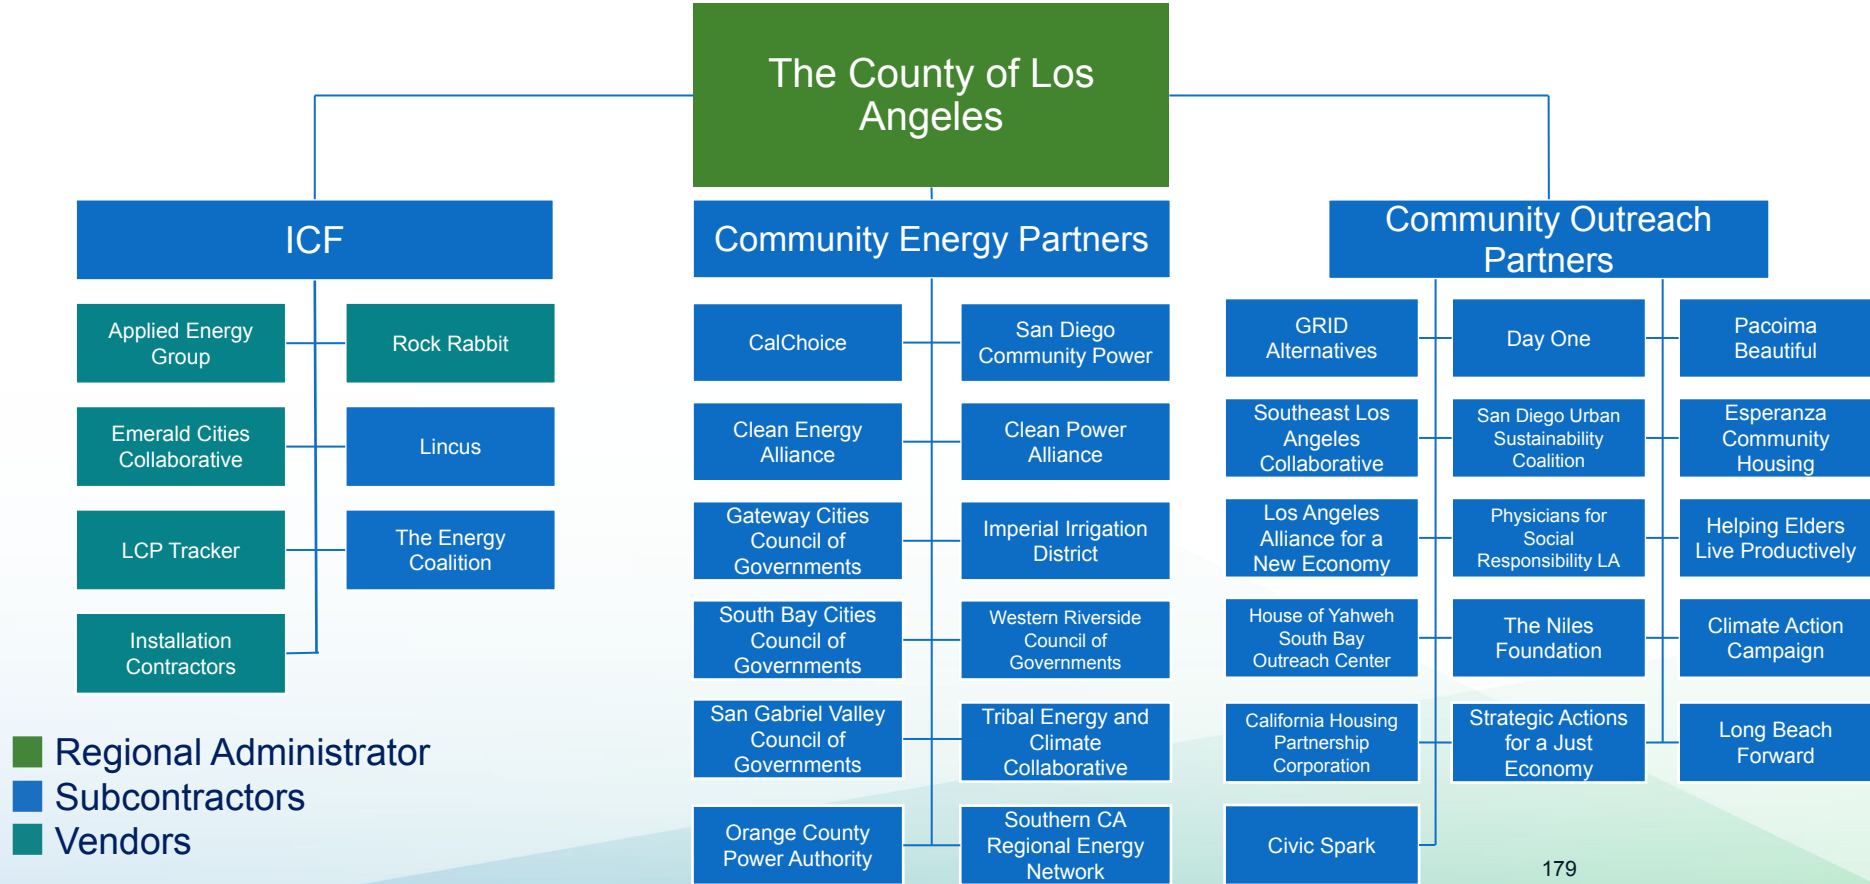 The County of Los
Angeles
ICF
Applied Energy
Group
Rock Rabbit
Emerald Cities
Collaborative
Lincus
LCP Tracker
The Energy
Coalition
Installation
Contractors
Community Energy Partners
CalChoice
San Diego
Community Power
Clean Energy
Alliance
Clean Power
Alliance
Gateway Cities
Council of
Governments
Imperial Irrigation
District
South Bay Cities
Council of
Governments
Western Riverside
Council of
Governments
San Gabriel Valley
Council of
Governments
Tribal Energy and
Climate
Collaborative
Orange County
Power Authority
Southern CA
Regional Energy
Network
Community Outreach
Partners
GRID
Alternatives
Day One
Pacoima
Beautiful
Southeast Los
Angeles
Collaborative
San Diego Urban
Sustainability
Coalition
Esperanza
Community
Housing
Los Angeles
Alliance for a
New Economy
Physicians for
Social
Responsibility LA
Helping Elders
Live Productively
House of Yahweh
South Bay
Outreach Center
The Niles
Foundation
Climate Action
Campaign
California Housing
Partnership
Corporation
Strategic Actions
for a Just
Economy
Long Beach
Forward
Civic Spark
Regional Administrator
Subcontractors
Vendors
179